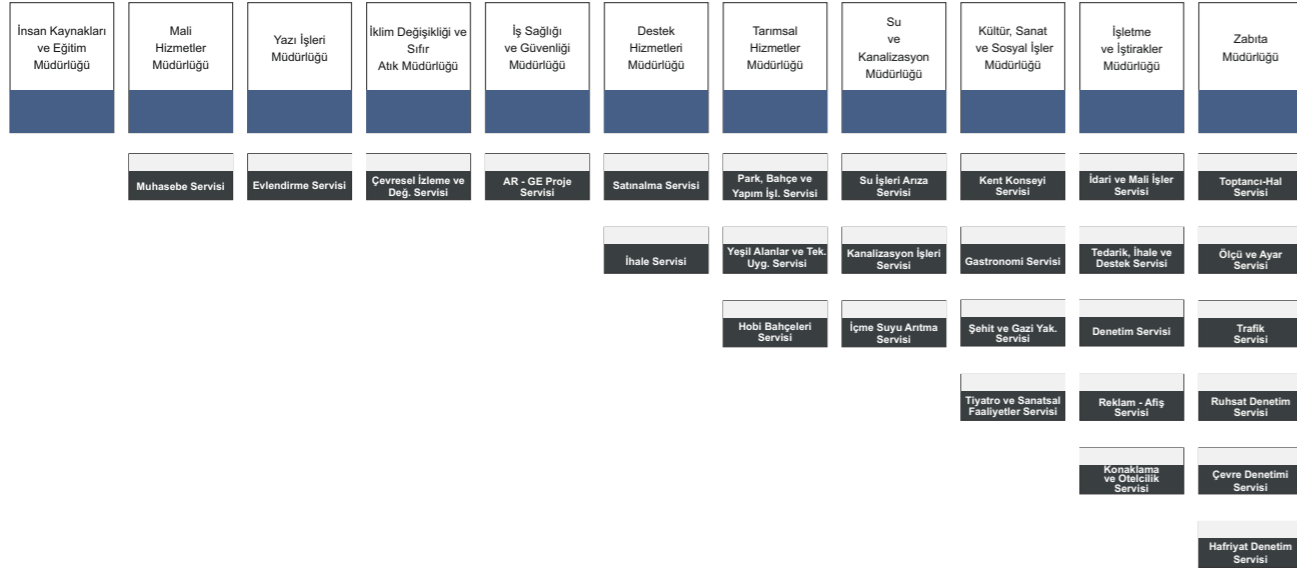 İnsan Kaynakları
ve Eğitim
Müdürlüğü
Mali
Hizmetler
Müdürlüğü
Yazı İşleri
Müdürlüğü
İklim Değişikliği ve
Sıfır
Atık Müdürlüğü
İş Sağlığı
ve Güvenliği
Müdürlüğü
Destek
Hizmetleri
Müdürlüğü
Tarımsal
Hizmetler
Müdürlüğü
Su
ve
Kanalizasyon
Müdürlüğü
Kültür, Sanat
ve Sosyal İşler
Müdürlüğü
İşletme
ve İştirakler
Müdürlüğü
Zabıta
Müdürlüğü
Muhasebe Servisi
Evlendirme Servisi
Çevresel İzleme ve
Değ. Servisi
AR - GE Proje
Servisi
Satınalma Servisi
Park, Bahçe ve
Yapım İşl. Servisi
Su İşleri Arıza
Servisi
Kent Konseyi
Servisi
İdari ve Mali İşler
Servisi
Toptancı-Hal
Servisi
İhale Servisi
Yeşil Alanlar ve Tek.
Uyg. Servisi
Kanalizasyon İşleri
Servisi
Gastronomi Servisi
Tedarik, İhale ve
Destek Servisi
Ölçü ve Ayar
Servisi
Hobi Bahçeleri
Servisi
İçme Suyu Arıtma
Servisi
Şehit ve Gazi Yak.
Servisi
Denetim Servisi
Trafik
Servisi
Tiyatro ve Sanatsal
Faaliyetler Servisi
Reklam - Afiş
Servisi
Ruhsat Denetim
Servisi
Konaklama
ve Otelcilik
Servisi
Çevre Denetimi
Servisi
Hafriyat Denetim
Servisi